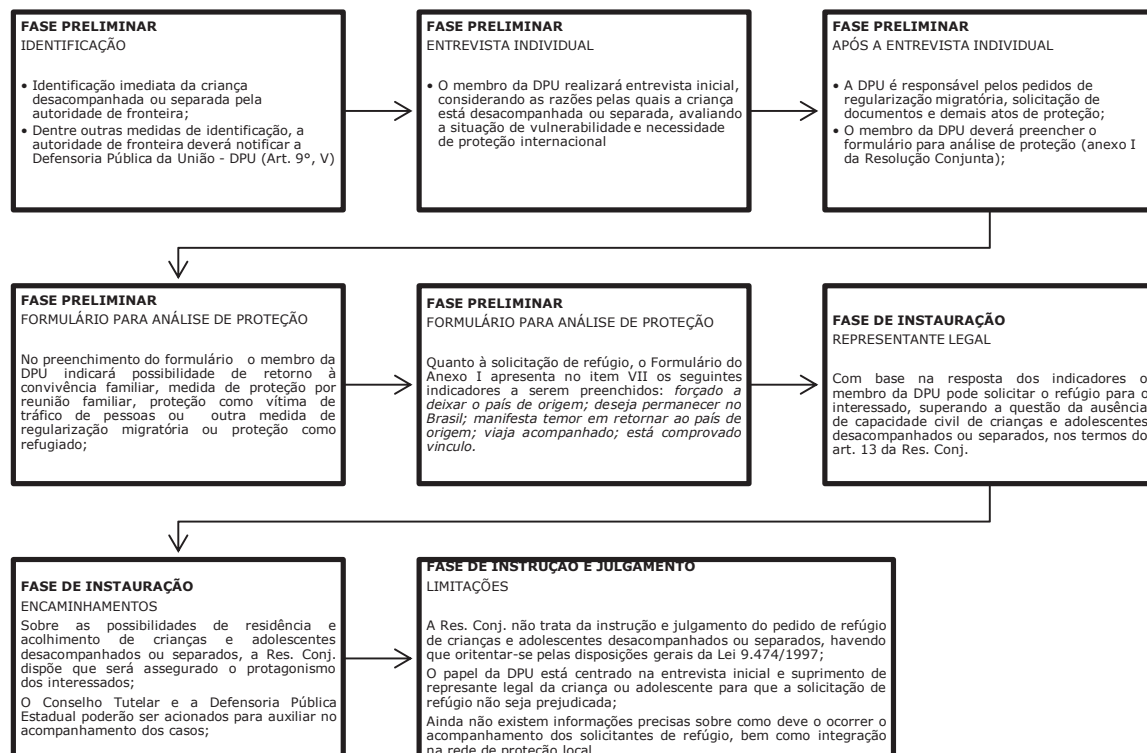 FASE PRELIMINAR
IDENTIFICAÇÃO
• Identificação imediata da criança
desacompanhada ou separada pela
autoridade de fronteira;
• Dentre outras medidas de identificação, a
autoridade de fronteira deverá notificar a
Defensoria Pública da União - DPU (Art. 9°, V)
FASE PRELIMINAR
ENTREVISTA INDIVIDUAL
• O membro da DPU realizará entrevista inicial,
considerando as razões pelas quais a criança
está desacompanhada ou separada, avaliando
a situação de vulnerabilidade e necessidade
de proteção internacional
FASE PRELIMINAR
APÓS A ENTREVISTA INDIVIDUAL
• A DPU é responsável pelos pedidos de
regularização migratória, solicitação de
documentos e demais atos de proteção;
• O membro da DPU deverá preencher o
formulário para análise de proteção (anexo I
da Resolução Conjunta);
FASE PRELIMINAR
FORMULÁRIO PARA ANÁLISE DE PROTEÇÃO
No preenchimento do formulário o membro da
DPU indicará possibilidade de retorno à
convivência familiar, medida de proteção por
reunião familiar, proteção como vítima de
tráfico de pessoas ou outra medida de
regularização migratória ou proteção como
refugiado;
FASE PRELIMINAR
FORMULÁRIO PARA ANÁLISE DE PROTEÇÃO
Quanto à solicitação de refúgio, o Formulário do
Anexo I apresenta no item VII os seguintes
indicadores a serem preenchidos: forçado a
deixar o país de origem; deseja permanecer no
Brasil; manifesta temor em retornar ao país de
origem; viaja acompanhado; está comprovado
vinculo.
FASE DE INSTAURAÇÃO
REPRESENTANTE LEGAL
Com base na resposta dos indicadores o
membro da DPU pode solicitar o refúgio para o
interessado, superando a questão da ausência
de capacidade civil de crianças e adolescentes
desacompanhados ou separados, nos termos do
art. 13 da Res. Conj.
FASE DE INSTAURAÇÃO
ENCAMINHAMENTOS
Sobre as possibilidades de residência e
acolhimento de crianças e adolescentes
desacompanhados ou separados, a Res. Conj.
dispõe que será assegurado o protagonismo
dos interessados;
O Conselho Tutelar e a Defensoria Pública
Estadual poderão ser acionados para auxiliar no
acompanhamento dos casos;
FASE DE INSTRUÇÃO E JULGAMENTO
LIMITAÇÕES
A Res. Conj. não trata da instrução e julgamento do pedido de refúgio
de crianças e adolescentes desacompanhados ou separados, havendo
que oritentar-se pelas disposições gerais da Lei 9.474/1997;
O papel da DPU está centrado na entrevista inicial e suprimento de
represante legal da criança ou adolescente para que a solicitação de
refúgio não seja prejudicada;
Ainda não existem informações precisas sobre como deve o ocorrer o
acompanhamento dos solicitantes de refúgio, bem como integração
na rede de proteção local